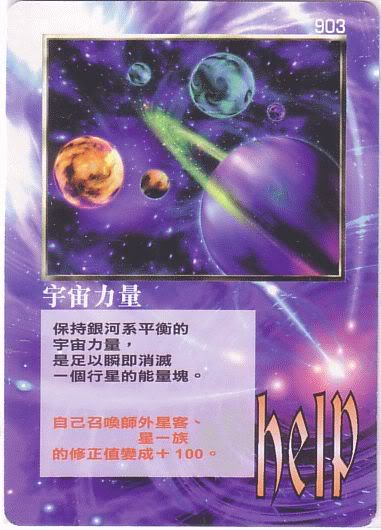 903
宇宙力量
保持銀河系平衡的
宇宙力量，
是足以瞬即消滅
一個行星的能量塊。
自己召喚師外星客、
星一族
的修正值變成＋100。
help